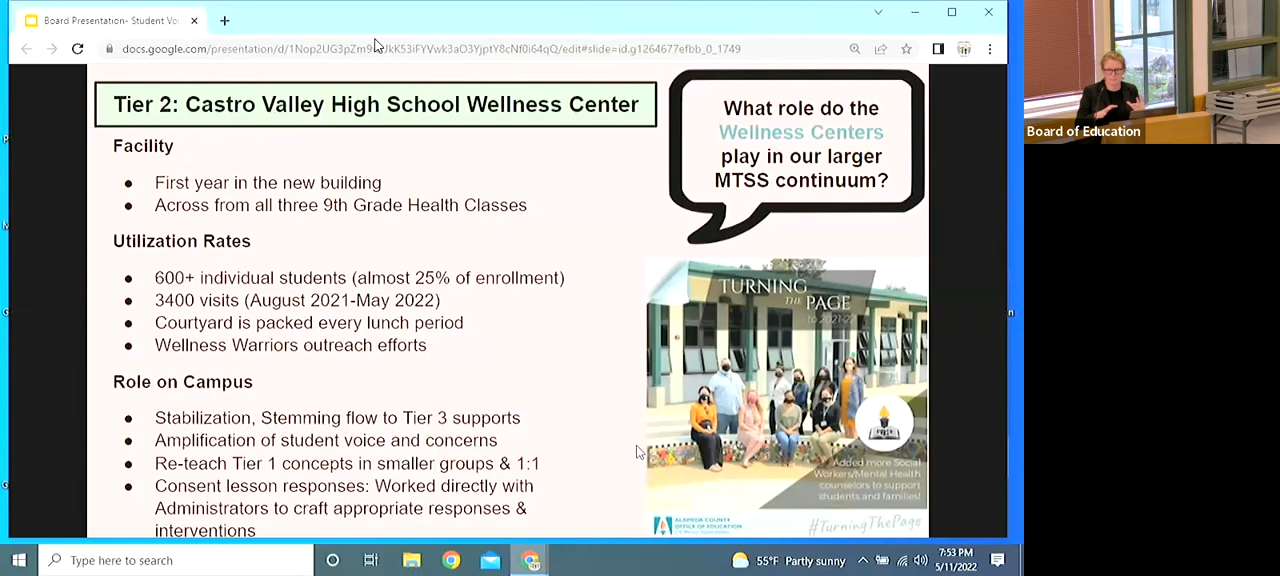 Board Presentation- Student Vo
docs.google.com/presentation/d/1Nop2UG3pZm
JkK53iFYVwk3aO3YjptY8cNf0i64qQ/edit#slide=id.g1264677efbb_0_1749
Tier 2: Castro Valley High School Wellness Center
Facility
● First year in the new building
● Across from all three 9th Grade Health Classes
Utilization Rates
● 600+ individual students (almost 25% of enrollment)
● 3400 visits (August 2021-May 2022)
● Courtyard is packed every lunch period
● Wellness Warriors outreach efforts
Role on Campus
● Stabilization, Stemming flow to Tier 3 supports
● Amplification of student voice and concerns
● Re-teach Tier 1 concepts in smaller groups & 1:1
● Consent lesson responses: Worked directly with
Administrators to craft appropriate responses &
interventions
What role do the
Wellness Centers
play in our larger
MTSS continuum?
TURNING
THE PAGE
to 2021-22
Added more Social
Workers/Mental Health
counselors to support
students and families!
ALAMEDA COUNTY
OFFICE OF EDUCATION
#TurningThePage
Board of Education
Type here to search
55°F Partly sunny
7:53 PM
5/11/2022